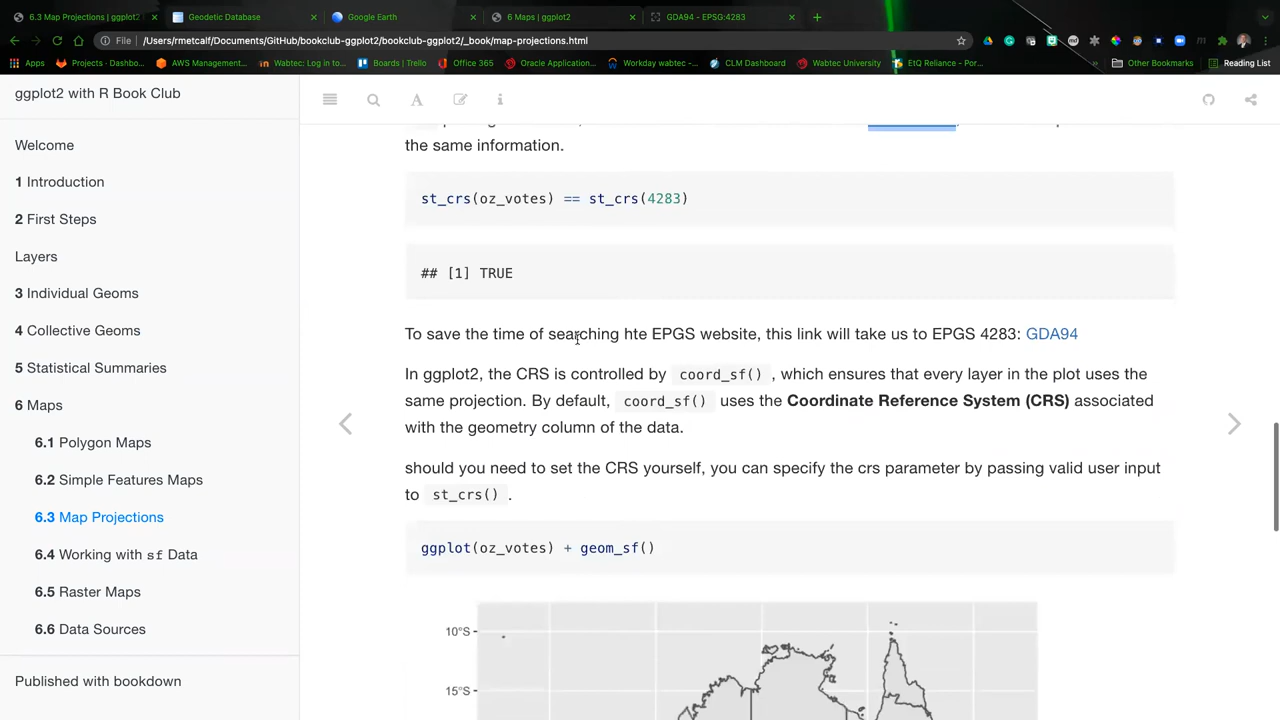 6.3 Map Projections | ggplot2
Geodetic Database
Google Earth
6 Maps | ggplot2
GDA94 - EPSG:4283
File
/Users/rmetcalf/Documents/GitHub/bookclub-ggplot2/bookclub-ggplot2/_book/map-projections.html
Apps
Projects - Dashbo...
AWS Management...
Wabtec: Log in to...
Boards | Trello
Office 365
Oracle Application...
Workday wabtec -...
CLM Dashboard
Wabtec University
EtQ Reliance - Por...
Other Bookmarks
Reading List
ggplot2 with R Book Club
Welcome
1 Introduction
2 First Steps
Layers
3 Individual Geoms
4 Collective Geoms
5 Statistical Summaries
6 Maps
6.1 Polygon Maps
6.2 Simple Features Maps
6.3 Map Projections
6.4 Working with sf Data
6.5 Raster Maps
6.6 Data Sources
Published with bookdown
the same information.
st_crs(oz_votes) == st_crs(4283)
## [1] TRUE
To save the time of searching hte EPGS website, this link will take us to EPGS 4283: GDA94
In ggplot2, the CRS is controlled by coord_sf() , which ensures that every layer in the plot uses the
same projection. By default, coord_sf() uses the Coordinate Reference System (CRS) associated
with the geometry column of the data.
should you need to set the CRS yourself, you can specify the crs parameter by passing valid user input
to st_crs() .
ggplot(oz_votes) + geom_sf()
10°S
15°S